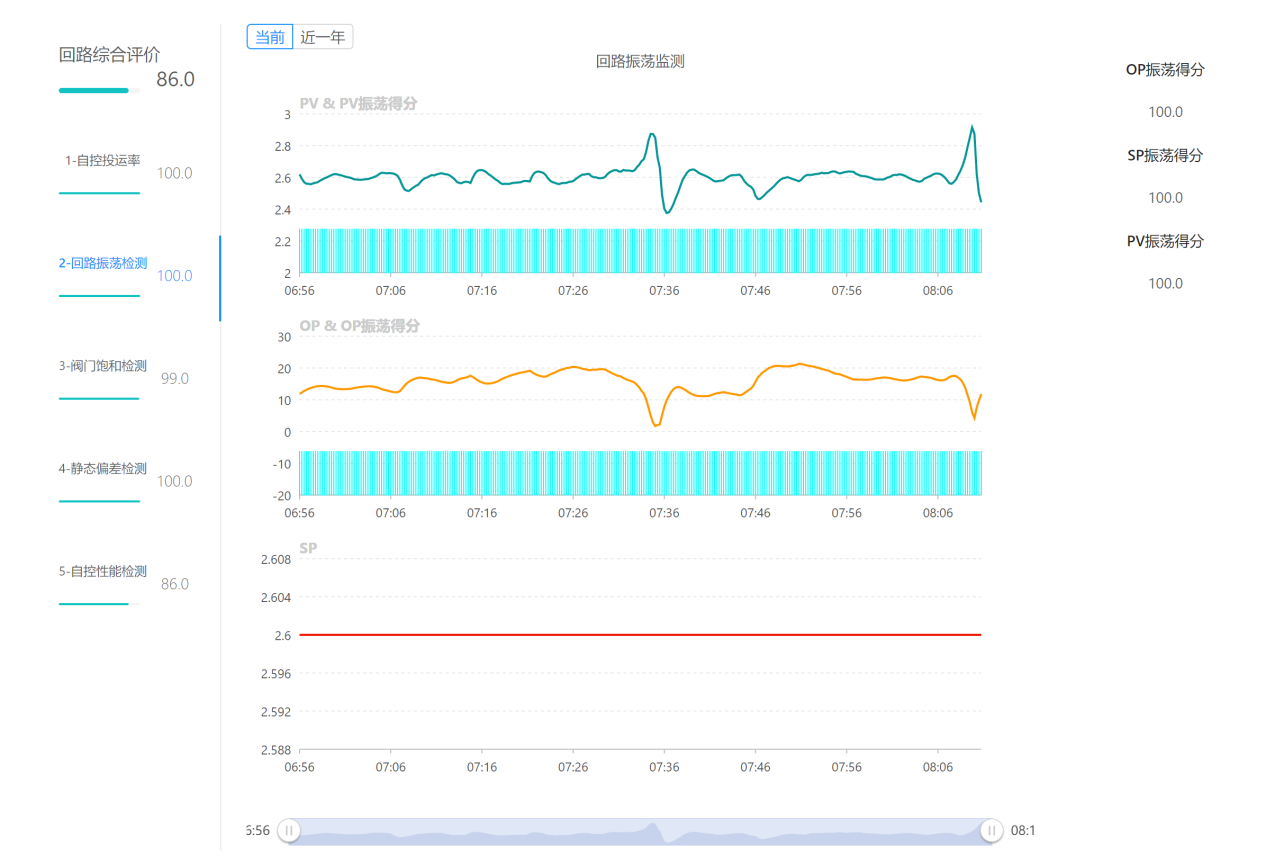 回路综合评价
86.0
1-自控投运率
100.0
2-回路振荡检测
100.0
3-阀门饱和检测
99.0
4-静态偏差检测
100.0
5-自控性能检测
86.0
当前 近一年
回路振荡监测
PV & PV振荡得分
3
2.8
2.6
2.4
2.2
2
06:56 07:06 07:16 07:26 07:36 07:46 07:56 08:06
OP & OP振荡得分
30
20
10
0
-10
-20
06:56 07:06 07:16 07:26 07:36 07:46 07:56 08:06
SP
2.608
2.604
2.6
2.596
2.592
2.588
06:56 07:06 07:16 07:26 07:36 07:46 07:56 08:06
6:56 08:1
OP振荡得分
100.0
SP振荡得分
100.0
PV振荡得分
100.0